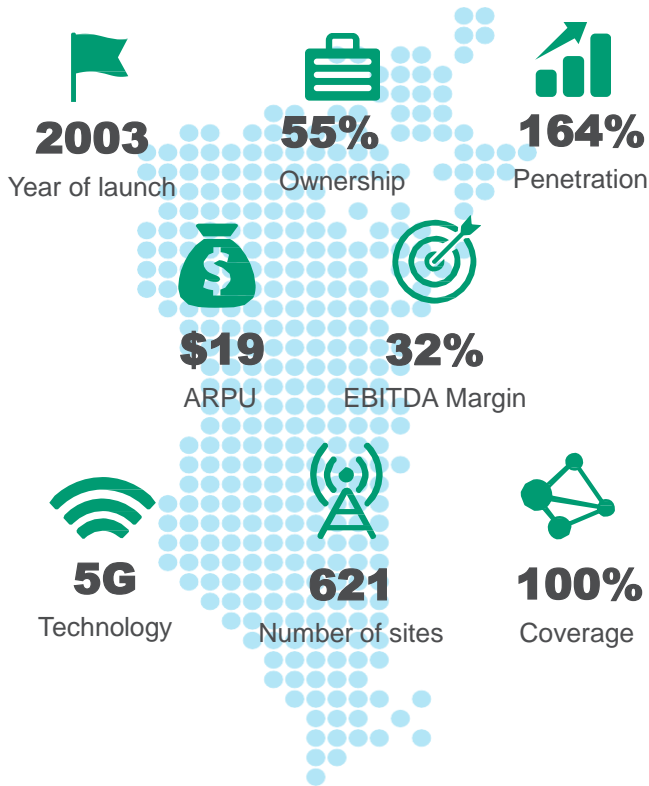 2003
55%
164%
Year of launch
Ownership
Penetration
$
$19
32%
ARPU
EBITDA Margin
5G
621
100%
Technology
Number of sites
Coverage